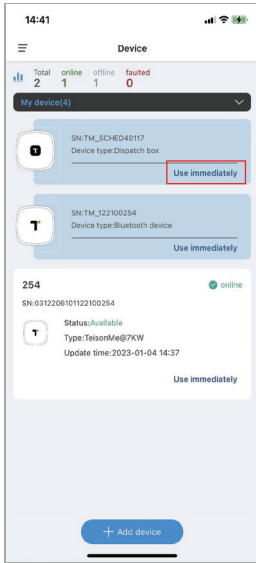 14:41
Device
Total online offline faulted
2 1 1 0
My device(4)
SN:TM_SCHED40117
Device type:Dispatch box
Use immediately
SN:TM_122100254
Device type:Bluetooth device
Use immediately
254 online
SN:0312206101122100254
Status:Available
Type:TeisonMe@7KW
Update time:2023-01-04 14:37
Use immediately
+ Add device